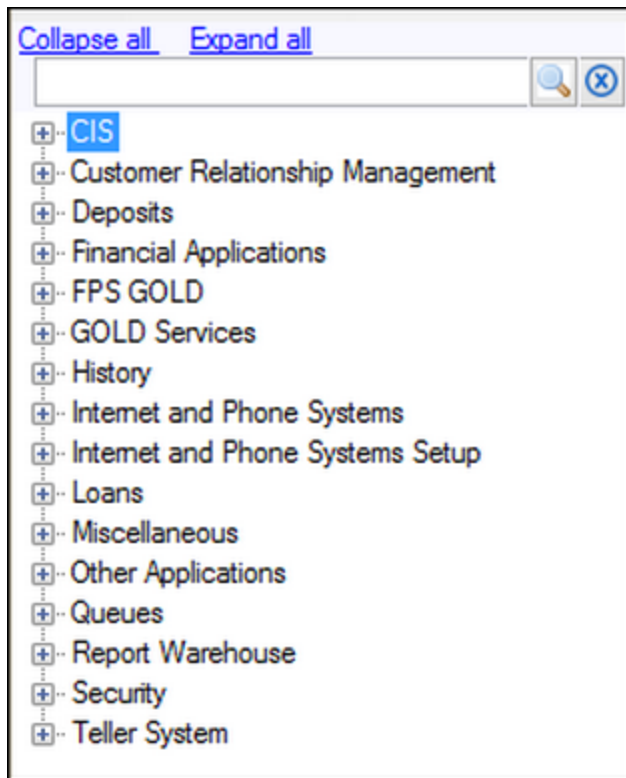 Collapse all Expand all
CIS
Customer Relationship Management
Deposits
Financial Applications
FPS GOLD
GOLD Services
History
Internet and Phone Systems
Internet and Phone Systems Setup
Loans
Miscellaneous
Other Applications
Queues
Report Warehouse
Security
Teller System